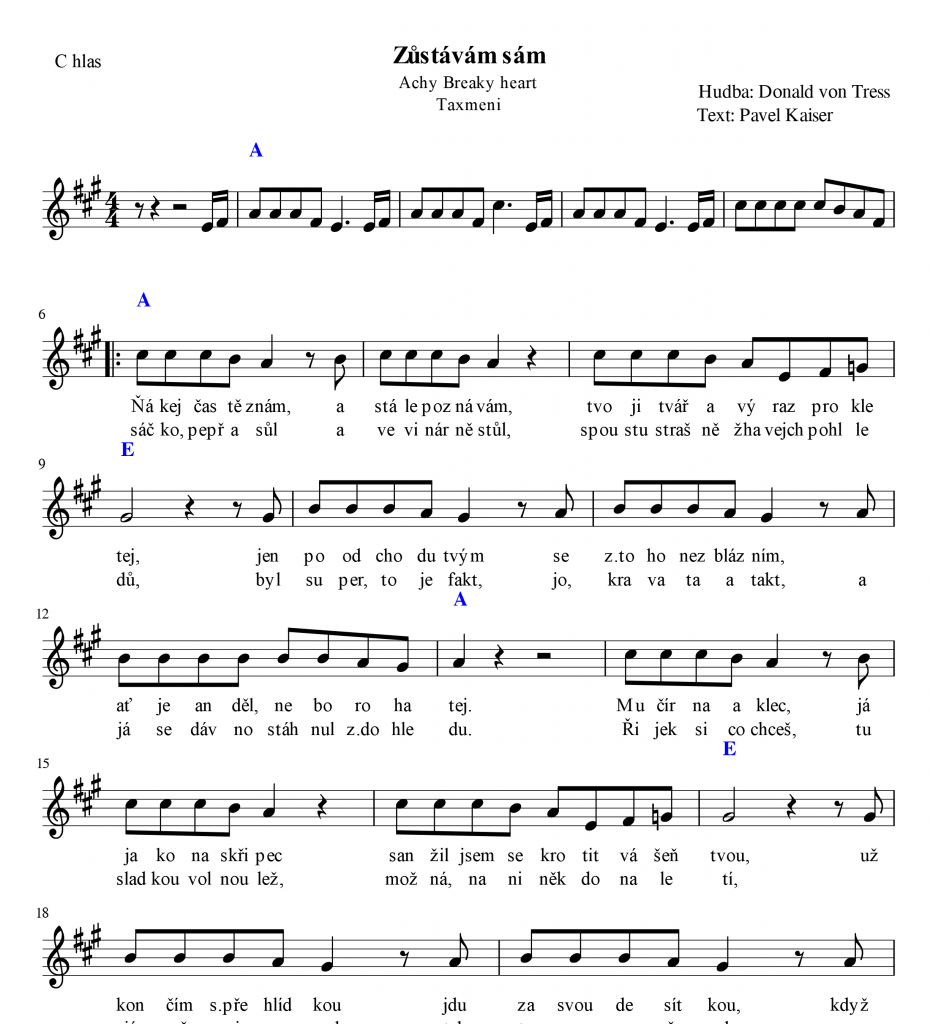 Zůstávám sám
C hlas
Achy Breaky heart
Taxmeni
Hudba: Donald von Tress
Text: Pavel Kaiser
A
4
4
A
6
Ňá kej čas tě znám, a stá le poz ná vám, tvo ji tvář a vý raz pro kle
sáč ko, pepř a sůl a ve vi nár ně stůl, spou stu straš ně žha vejch pohl le
E
9
tej, jen po od cho du tvým se z.to ho nez bláz ním,
dů, byl su per, to je fakt, jo, kra va ta a takt, a
A
12
ať je an děl, ne bo ro ha tej. Mu čír na a klec, já
já se dáv no stáh nul z.do hle du. Ři jek si co chceš, tu
E
15
ja ko na skři pec san žil jsem se kro tit vá šeň tvou, už
slad kou vol nou lež, mož ná, na ni něk do na le tí,
18
kon čím s.pře hlíd kou jdu za svou de sít kou, když